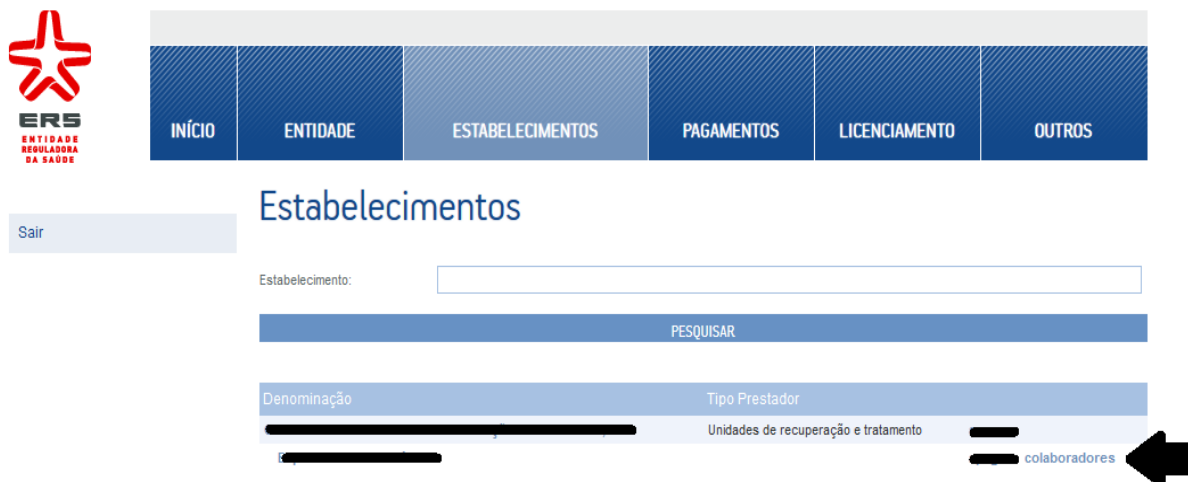 ERS
ENTIDADE
REGULADORA
DA SAÚDE
INÍCIO ENTIDADE ESTABELECIMENTOS PAGAMENTOS LICENCIAMENTO OUTROS
Sair
Estabelecimentos
Estabelecimento:
PESQUISAR
Denominação Tipo Prestador
Unidades de recuperação e tratamento
colaboradores